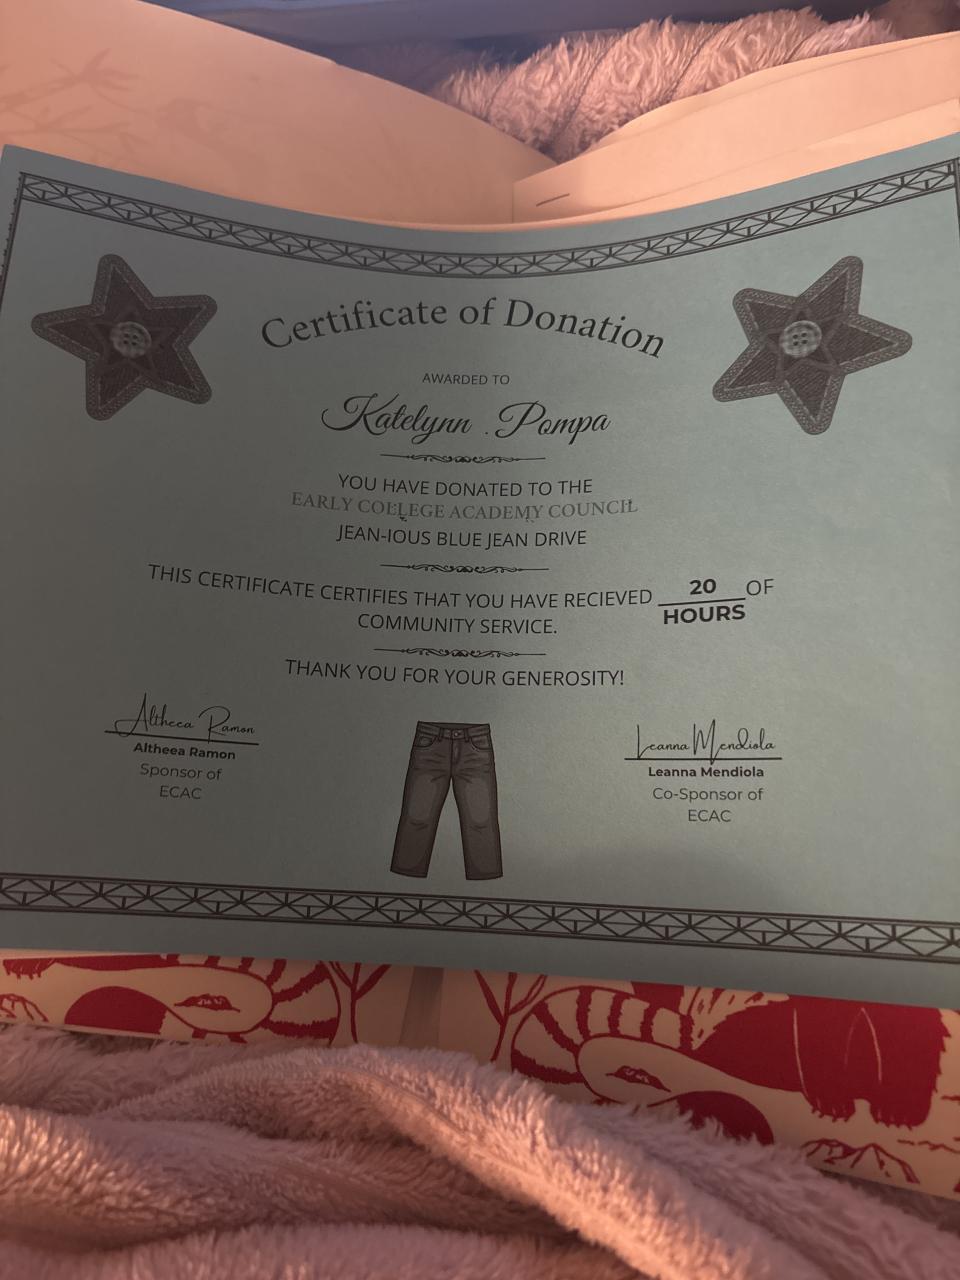 Certificate of Donation
AWARDED TO
Katelynn . Pompa
YOU HAVE DONATED TO THE
EARLY COLLEGE ACADEMY COUNCIL
JEAN-IOUS BLUE JEAN DRIVE
THIS CERTIFICATE CERTIFIES THAT YOU HAVE RECIEVED 20 OF
HOURS
COMMUNITY SERVICE.
THANK YOU FOR YOUR GENEROSITY!
Altheea Ramon
Altheea Ramon
Sponsor of
ECAC
Leanna Mendiola
Leanna Mendiola
Co-Sponsor of
ECAC